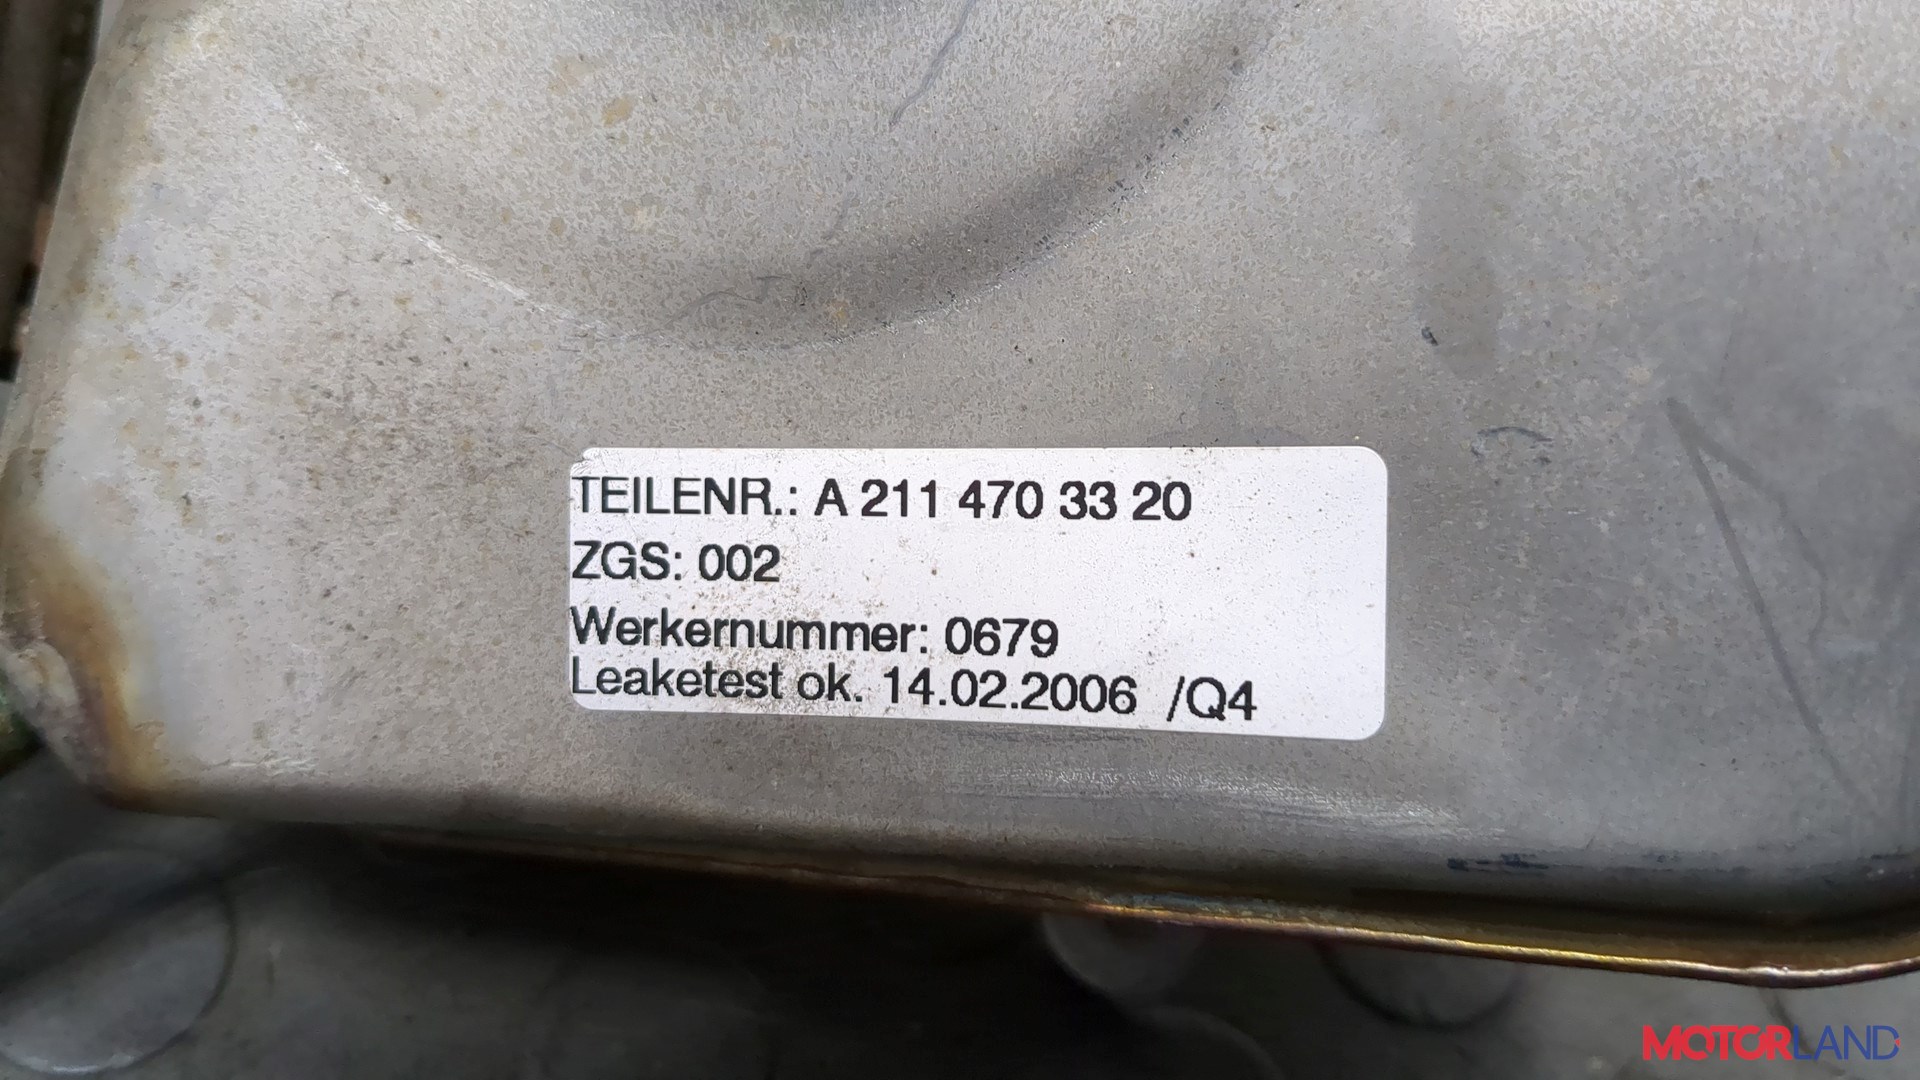 TEILENR.: A 211 470 33 20
ZGS: 002
Werkernummer: 0679
Leaketest ok. 14.02.2006 /Q4
MOTORLAND